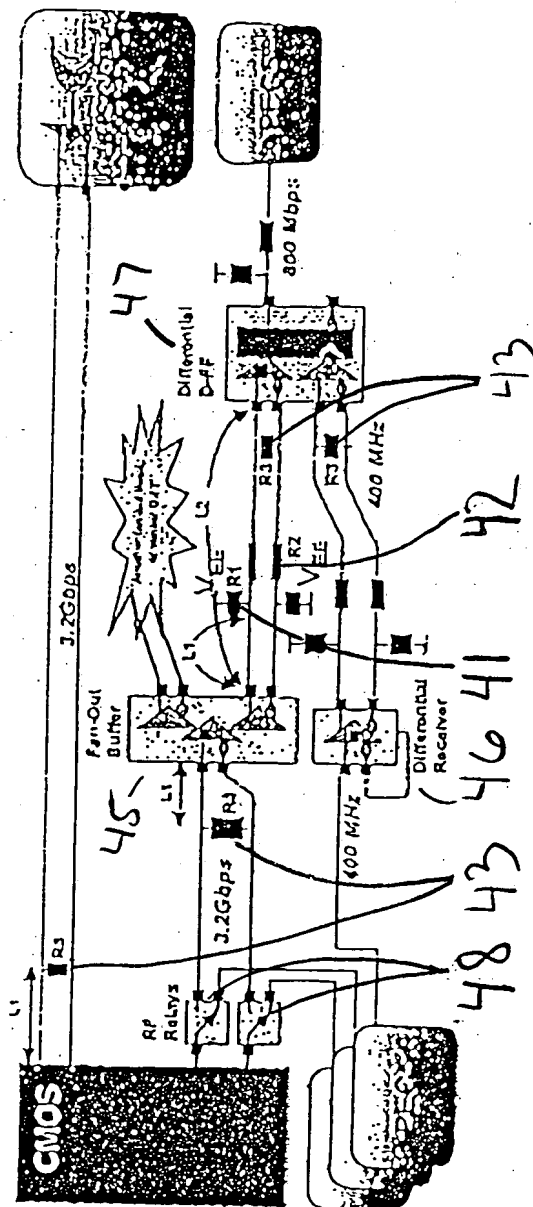 CMOS
L1
R3
3.2Gbps
RF
Relays
3.2Gbps
R3
L1
45
Fan-Out
Buffer
L1
L2
VEE
R1
R2
VEE
47
Differential
D-FF
R3
R3
400 MHz
800 Mbps
400 MHz
Differential
Receiver
48
43
46
41
42
43